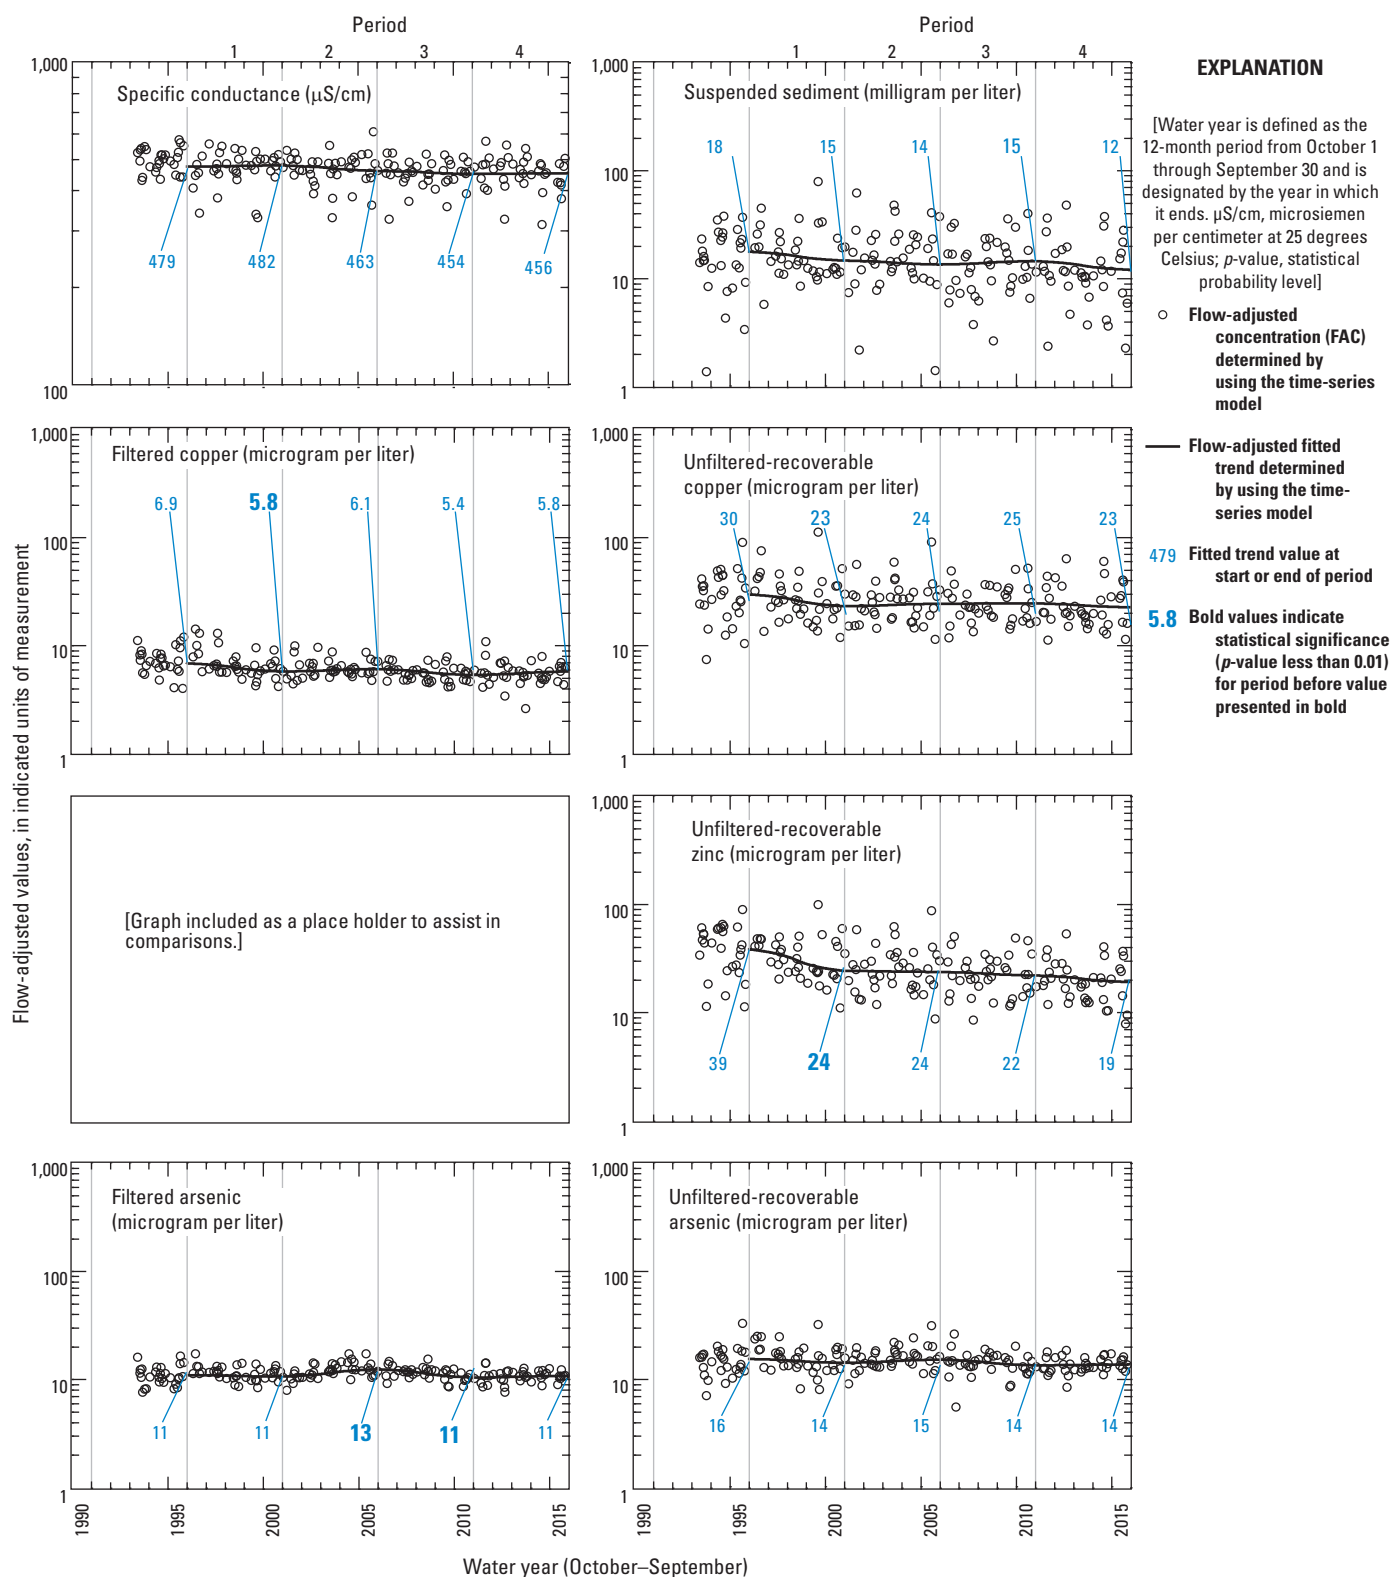 Period
1 2 3 4
1,000
Specific conductance (µS/cm)
479 482 463 454 456
100
Period
1 2 3 4
1,000
Suspended sediment (milligram per liter)
18 15 14 15 12
100
10
1
1,000
Filtered copper (microgram per liter)
6.9 5.8 6.1 5.4 5.8
100
10
1
1,000
Unfiltered-recoverable
copper (microgram per liter)
30 23 24 25 23
100
10
1
[Graph included as a place holder to assist in
comparisons.]
1,000
Unfiltered-recoverable
zinc (microgram per liter)
100
10
39 24 24 22 19
1
1,000
Filtered arsenic
(microgram per liter)
100
10
11 11 13 11 11
1
1990 1995 2000 2005 2010 2015
1,000
Unfiltered-recoverable
arsenic (microgram per liter)
100
10
16 14 15 14 14
1
1990 1995 2000 2005 2010 2015
Flow-adjusted values, in indicated units of measurement
Water year (October–September)
EXPLANATION
[Water year is defined as the
12-month period from October 1
through September 30 and is
designated by the year in which
it ends. µS/cm, microsiemen
per centimeter at 25 degrees
Celsius; p-value, statistical
probability level]
Flow-adjusted
concentration (FAC)
determined by
using the time-series
model
Flow-adjusted fitted
trend determined
by using the time-
series model
479 Fitted trend value at
start or end of period
5.8 Bold values indicate
statistical significance
(p-value less than 0.01)
for period before value
presented in bold